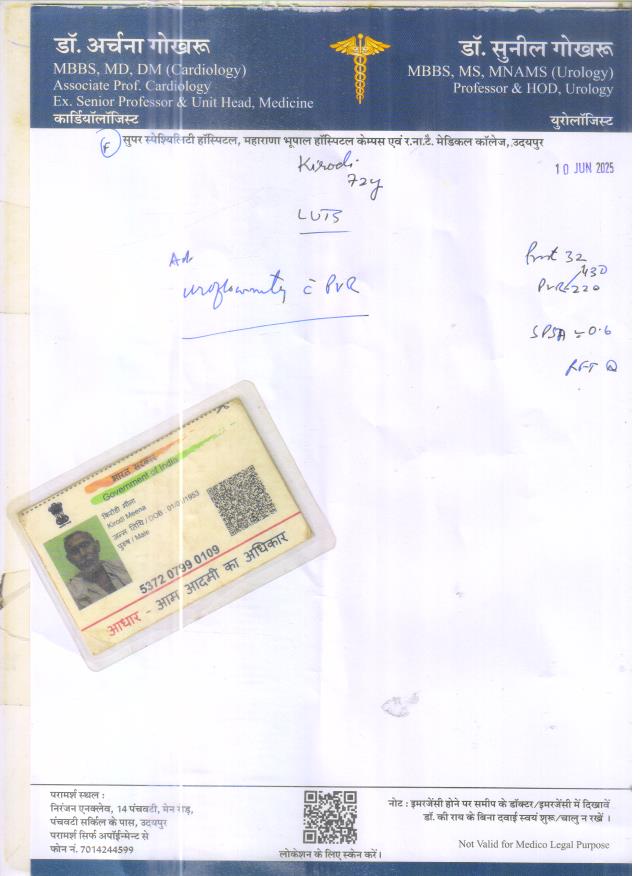 डॉ. अर्चना गोखरू
MBBS, MD, DM (Cardiology)
Associate Prof. Cardiology
Ex. Senior Professor & Unit Head, Medicine
कार्डियॉलॉजिस्ट
डॉ. सुनील गोखरू
MBBS, MS, MNAMS (Urology)
Professor & HOD, Urology
युरोलॉजिस्ट
F सुपर स्पेशियिलिटी हॉस्पिटल, महाराणा भूपाल हॉस्पिटल केम्पस एवं र.ना.टै. मेडिकल कॉलेज, उदयपुर
10 JUN 2025
Kirodi
72y
LUTS
Adv
uroflowmetry c̄ PVR
Prost 32
430
PVR 220
SPSA = 0.6
RFT
भारत सरकार
Government of India
किरोड़ी मीना
Kirodi Meena
जन्म तिथि / DOB : 01/01/1953
पुरुष / Male
5372 0799 0109
आधार - आम आदमी का अधिकार
परामर्श स्थल :
निरंजन एनक्लेव, 14 पंचवटी, मेन रोड़,
पंचवटी सर्किल के पास, उदयपुर
परामर्श सिर्फ अपॉईन्मेन्ट से
फोन नं. 7014244599
लोकेशन के लिए स्केन करें।
नोट : इमरजेंसी होने पर समीप के डॉक्टर/इमरजेंसी में दिखावें
डॉ. की राय के बिना दवाई स्वयं शुरू/चालु न रखें ।
Not Valid for Medico Legal Purpose